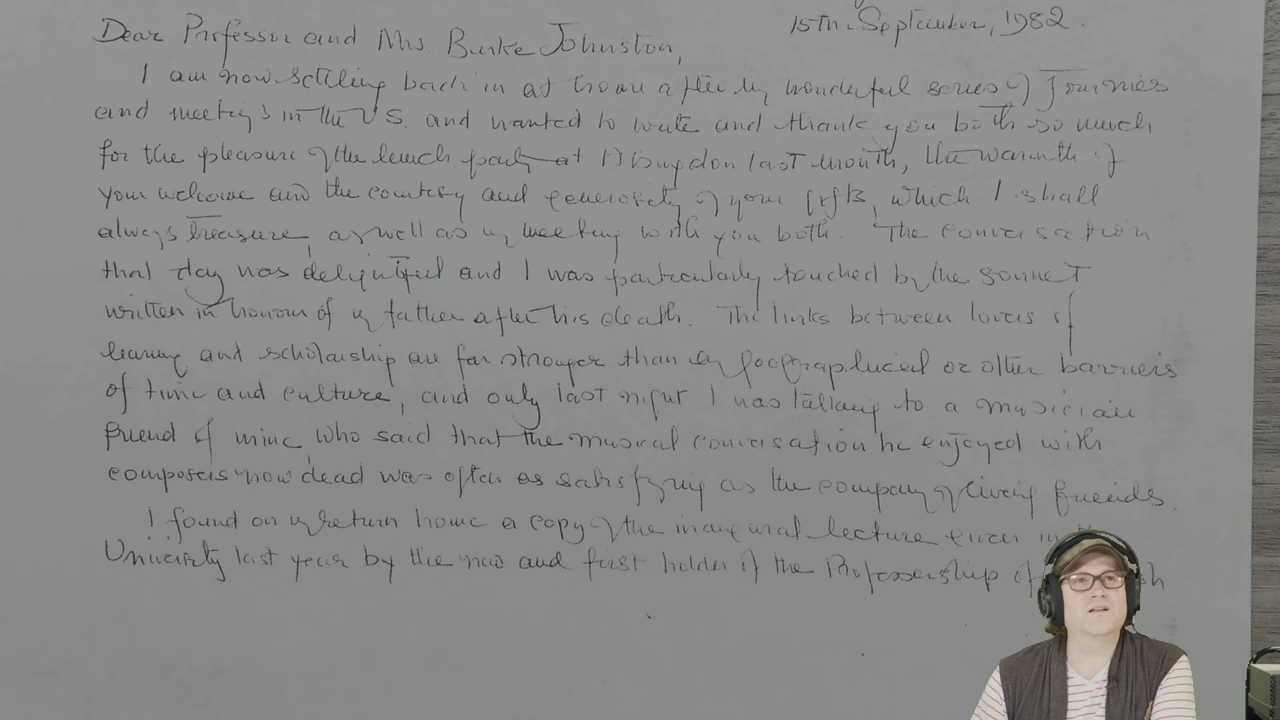 15th September, 1982.
Dear Professor and Mrs. Burke Johnston,
I am now settling back in at home after my wonderful series of Journies
and meetings in the U S. and wanted to write and thank you both so much
for the pleasure of the lunch party at Abingdon last month, the warmth of
your welcome and the courtesy and generosity of your gifts, which I shall
always treasure, as well as my meeting with you both. The conversation
that day was delightful and I was particularly touched by the sonnet
written in honour of my father after his death. The links between lovers of
learning and scholarship are far stronger than any geographical or other barriers
of time and culture, and only last night I was talking to a musician
friend of mine who said that the musical conversation he enjoyed with
composers now dead was often as satisfying as the company of living friends.
I found on my return home a copy of the inaugural lecture given in
University last year by the new and first holder of the Professorship of